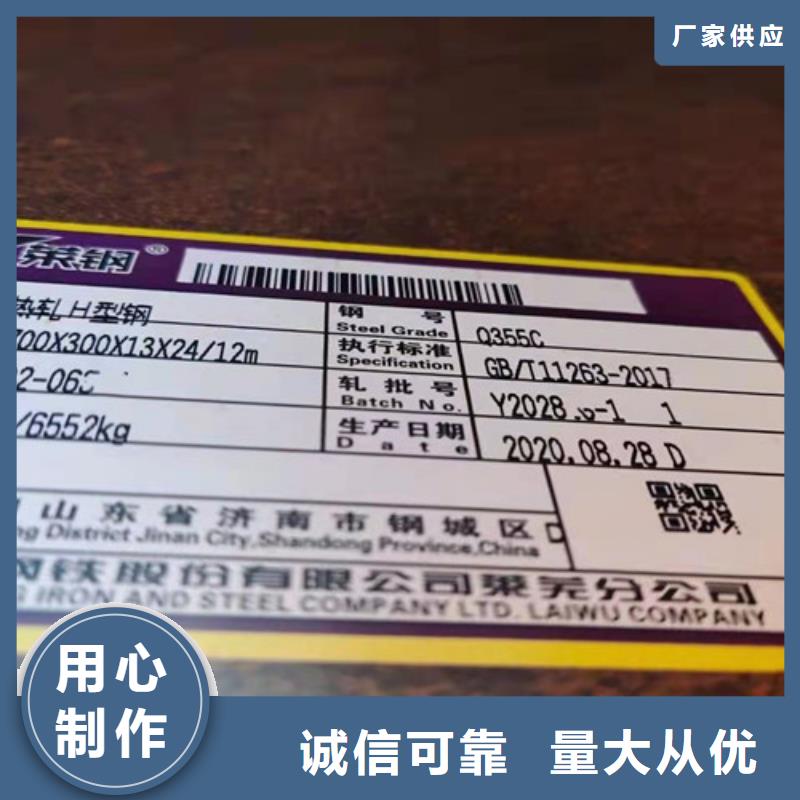 厂家供应
莱钢®
热轧H型钢
钢号
Steel Grade
Q355C
700X300X13X24/12m
执行标准
Specification
GB/T11263-2017
轧批号
Batch No.
/6552kg
生产日期
Date
2020.08.28 D
山东省济南市钢城区
District Jinan City,Shandong Province,China
钢铁股份有限公司莱芜分公司
IRON AND STEEL COMPANY LTD. LAIWU COMPANY
用心
制作
诚信可靠 量大从优